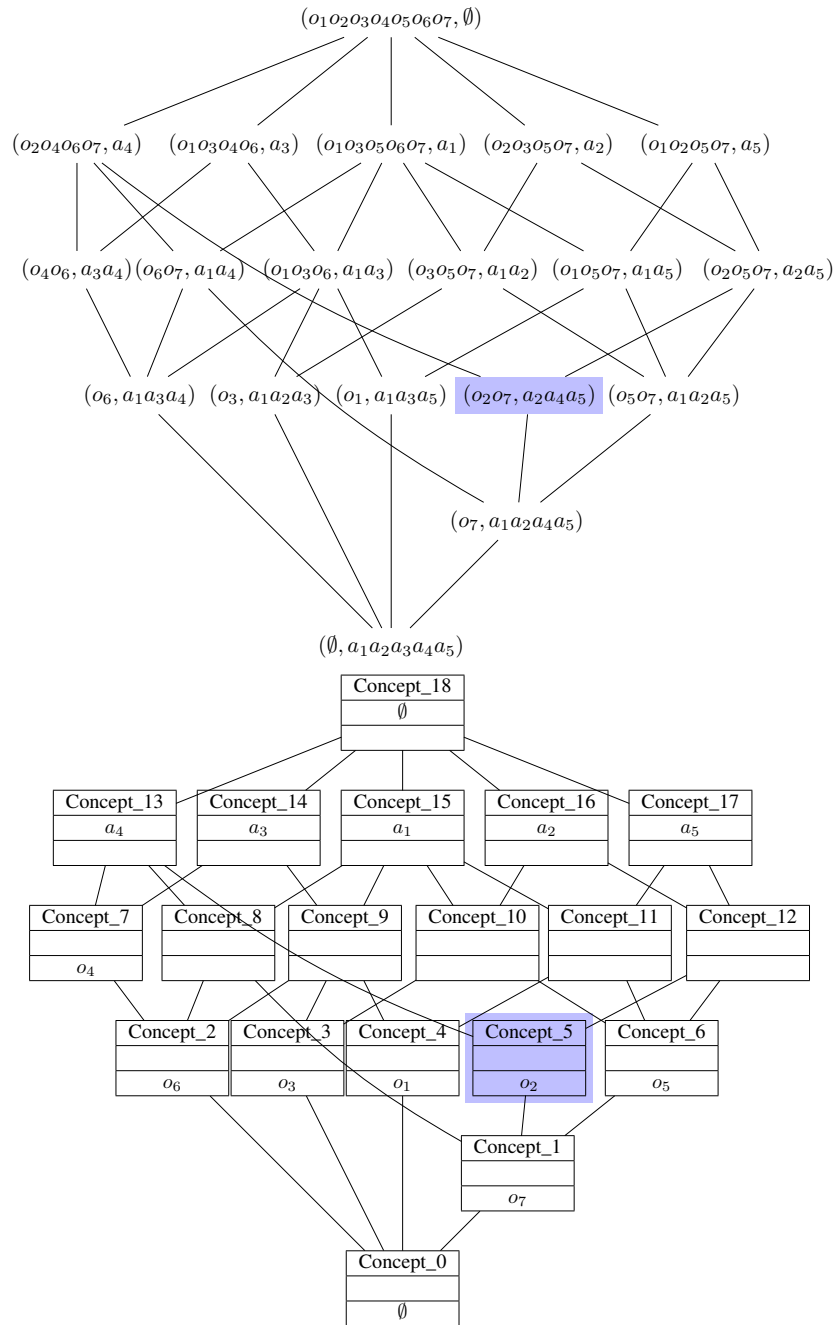 (o₁o₂o₃o₄o₅o₆o₇, ∅)
(o₂o₄o₆o₇, a₄) (o₁o₃o₄o₆, a₃) (o₁o₃o₅o₆o₇, a₁) (o₂o₃o₅o₇, a₂) (o₁o₂o₅o₇, a₅)
(o₄o₆, a₃a₄) (o₆o₇, a₁a₄) (o₁o₃o₆, a₁a₃) (o₃o₅o₇, a₁a₂) (o₁o₅o₇, a₁a₅) (o₂o₅o₇, a₂a₅)
(o₆, a₁a₃a₄) (o₃, a₁a₂a₃) (o₁, a₁a₃a₅) (o₂o₇, a₂a₄a₅) (o₅o₇, a₁a₂a₅)
(o₇, a₁a₂a₄a₅)
(∅, a₁a₂a₃a₄a₅)
Concept_18
∅
Concept_13 Concept_14 Concept_15 Concept_16 Concept_17
a₄ a₃ a₁ a₂ a₅
Concept_7 Concept_8 Concept_9 Concept_10 Concept_11 Concept_12
o₄
Concept_2 Concept_3 Concept_4 Concept_5 Concept_6
o₆ o₃ o₁ o₂ o₅
Concept_1
o₇
Concept_0
∅